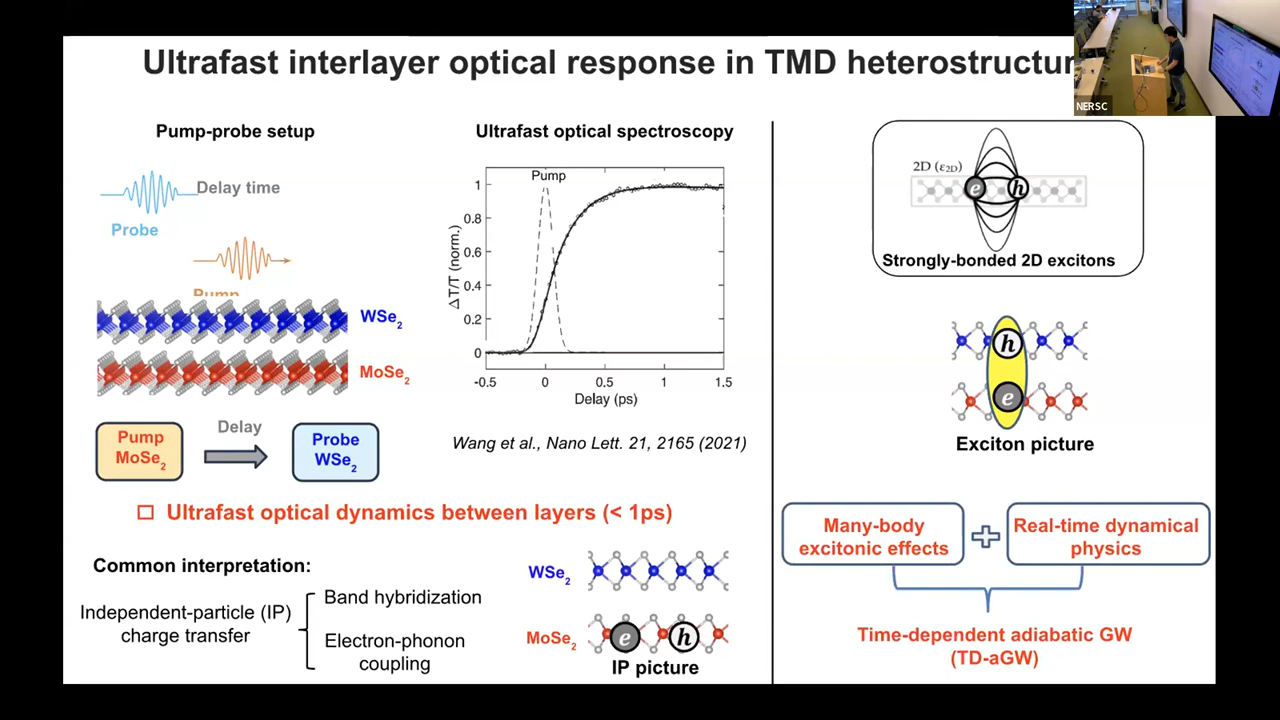 Ultrafast interlayer optical response in TMD heterostructur
NERSC
Pump-probe setup
Delay time
Probe
Pump
WSe2
MoSe2
Pump
MoSe2
Delay
Probe
WSe2
Ultrafast optical spectroscopy
Pump
1
0.8
0.6
0.4
0.2
0
ΔT/T (norm.)
-0.5 0 0.5 1 1.5
Delay (ps)
Wang et al., Nano Lett. 21, 2165 (2021)
Ultrafast optical dynamics between layers (< 1ps)
Common interpretation:
Independent-particle (IP)
charge transfer
Band hybridization
Electron-phonon
coupling
WSe2
MoSe2
e h
IP picture
2D (ε2D)
e h
Strongly-bonded 2D excitons
h
e
Exciton picture
Many-body
excitonic effects
Real-time dynamical
physics
Time-dependent adiabatic GW
(TD-aGW)